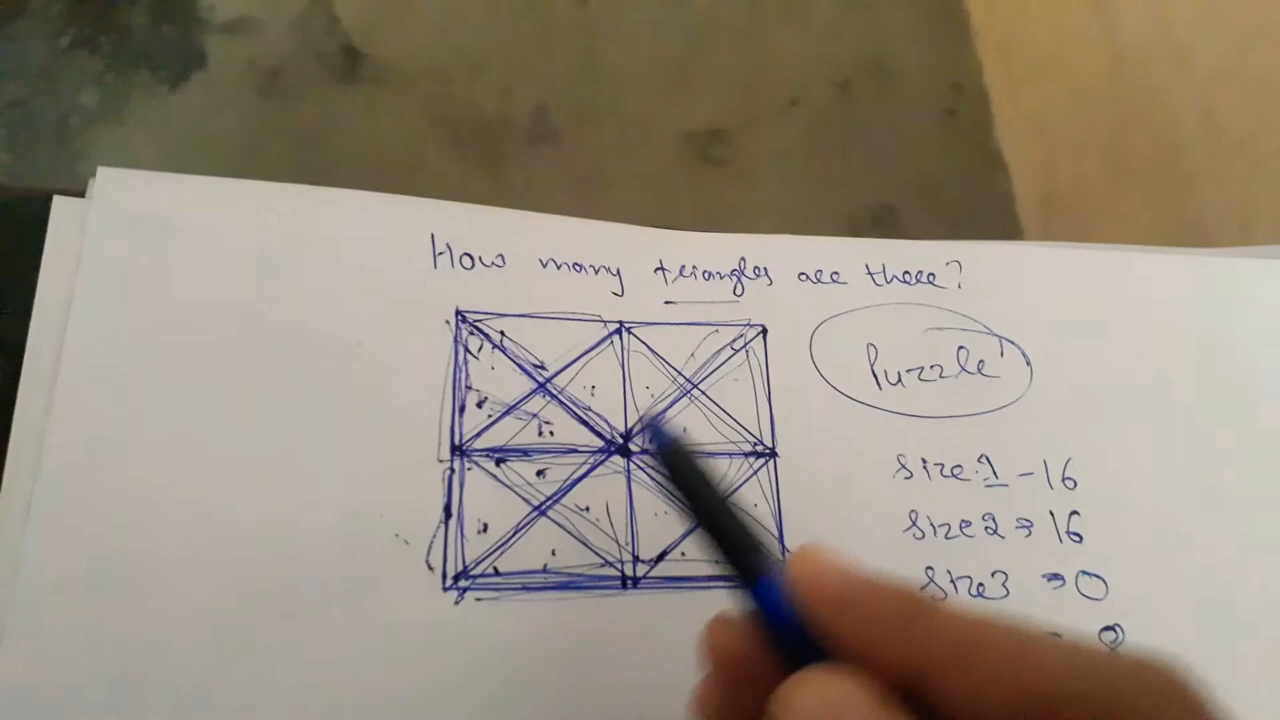 How many triangles are there?
Puzzle
Size 1 - 16
Size 2 → 16
Size 3 → 0